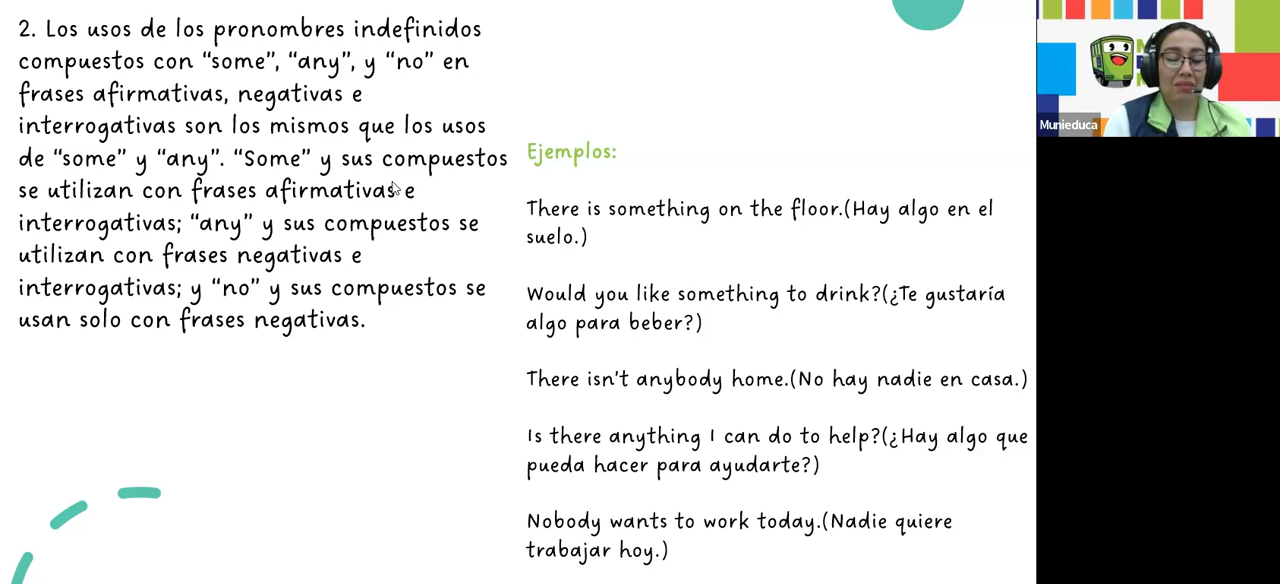 2. Los usos de los pronombres indefinidos
compuestos con “some”, “any”, y “no” en
frases afirmativas, negativas e
interrogativas son los mismos que los usos
de “some” y “any”. “Some” y sus compuestos
se utilizan con frases afirmativas e
interrogativas; “any” y sus compuestos se
utilizan con frases negativas e
interrogativas; y “no” y sus compuestos se
usan solo con frases negativas.
Ejemplos:
There is something on the floor.(Hay algo en el
suelo.)
Would you like something to drink?(¿Te gustaría
algo para beber?)
There isn't anybody home.(No hay nadie en casa.)
Is there anything I can do to help?(¿Hay algo que
pueda hacer para ayudarte?)
Nobody wants to work today.(Nadie quiere
trabajar hoy.)
Munieduca